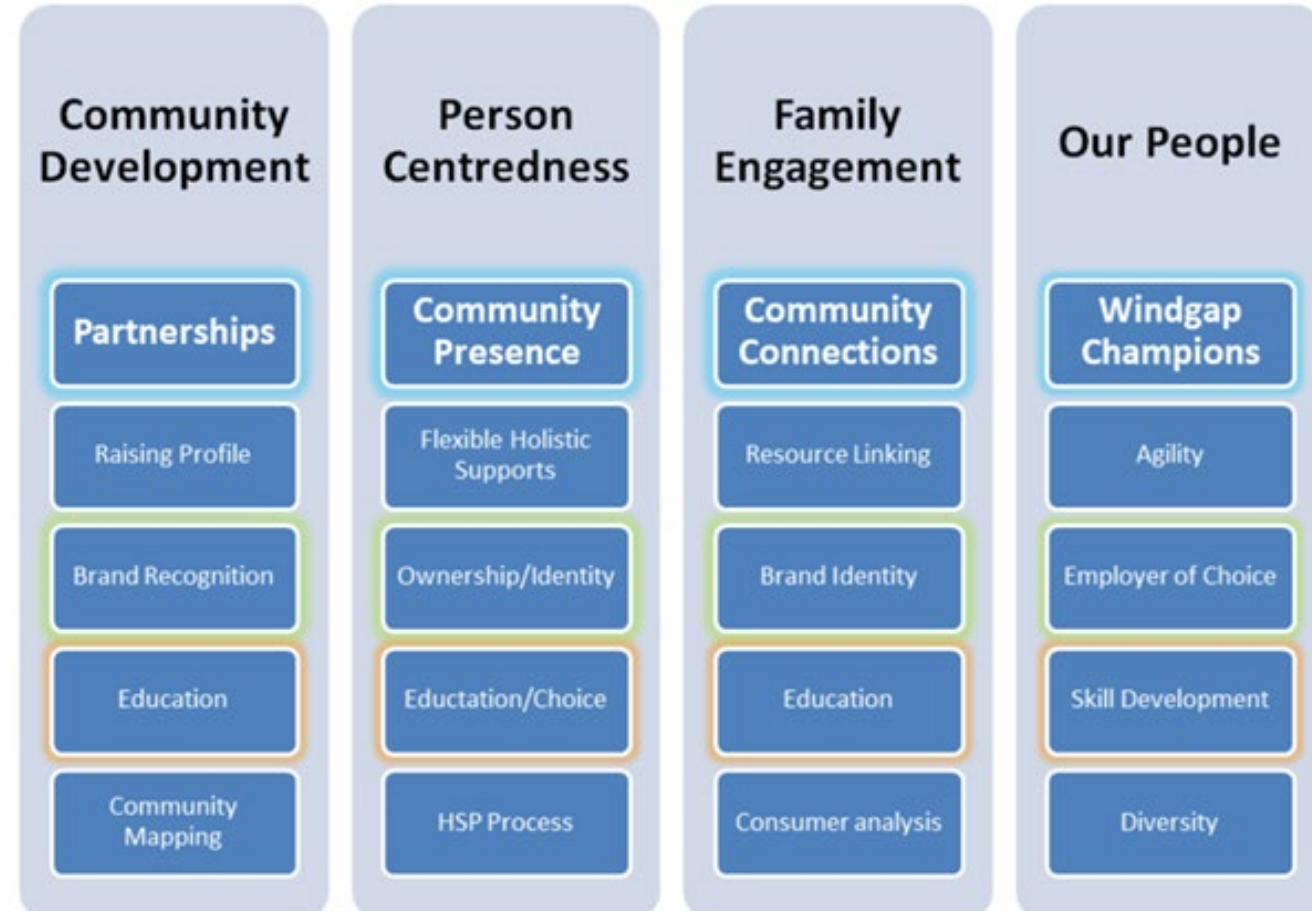 Community
Development
Partnerships
Raising Profile
Brand Recognition
Education
Community
Mapping
Person
Centredness
Community
Presence
Flexible Holistic
Supports
Ownership/Identity
Eductation/Choice
HSP Process
Family
Engagement
Community
Connections
Resource Linking
Brand Identity
Education
Consumer analysis
Our People
Windgap
Champions
Agility
Employer of Choice
Skill Development
Diversity